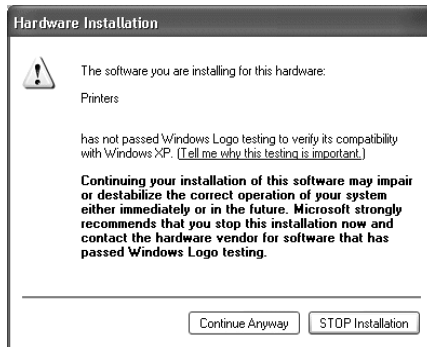 Hardware Installation
The software you are installing for this hardware:
Printers
has not passed Windows Logo testing to verify its compatibility
with Windows XP. (Tell me why this testing is important.)
Continuing your installation of this software may impair
or destabilize the correct operation of your system
either immediately or in the future. Microsoft strongly
recommends that you stop this installation now and
contact the hardware vendor for software that has
passed Windows Logo testing.
Continue Anyway
STOP Installation